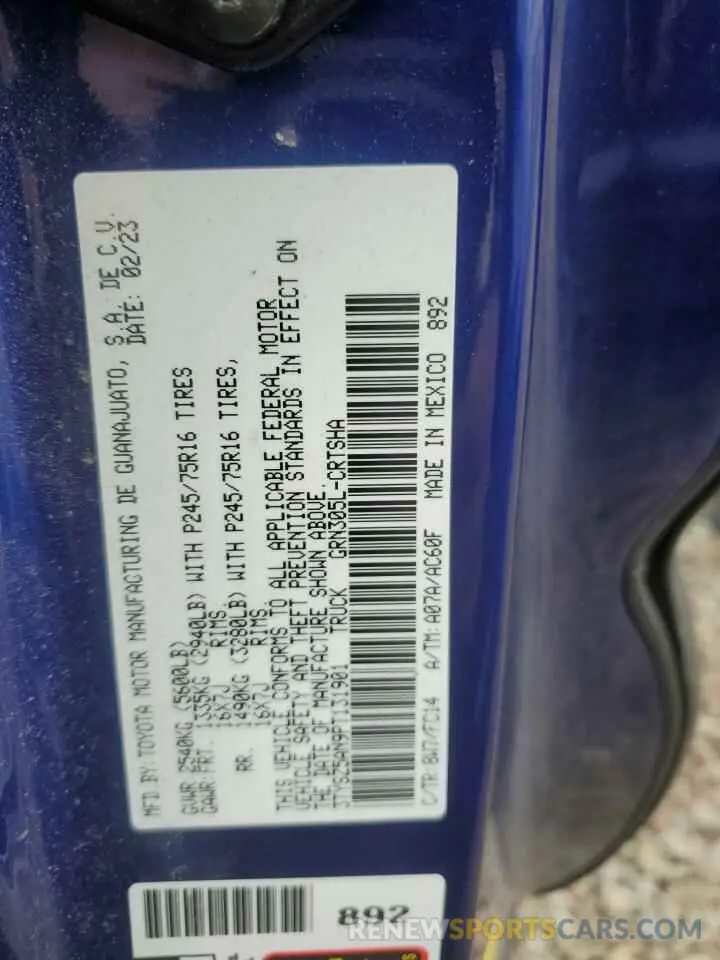 MFD.BY:TOYOTA MOTOR MANUFACTURING DE GUANAJUATO, S.A. DE C.V.
DATE: 02/23
GVWR 2540KG (5600LB)
GAWR:FRT. 1335KG (2940LB) WITH P245/75R16 TIRES
16X7J RIMS.
RR. 1490KG (3280LB) WITH P245/75R16 TIRES,
16X7J RIMS.
THIS VEHICLE CONFORMS TO ALL APPLICABLE FEDERAL MOTOR
VEHICLE SAFETY AND THEFT PREVENTION STANDARDS IN EFFECT ON
THE DATE OF MANUFACTURE SHOWN ABOVE.
3TYSZ5AN9PT131901 TRUCK GRN305L-CRTSHA
C/TR:8W7/FC14 A/TM:A07A/AC60F MADE IN MEXICO 892
892
RENEWSPORTSCARS.COM